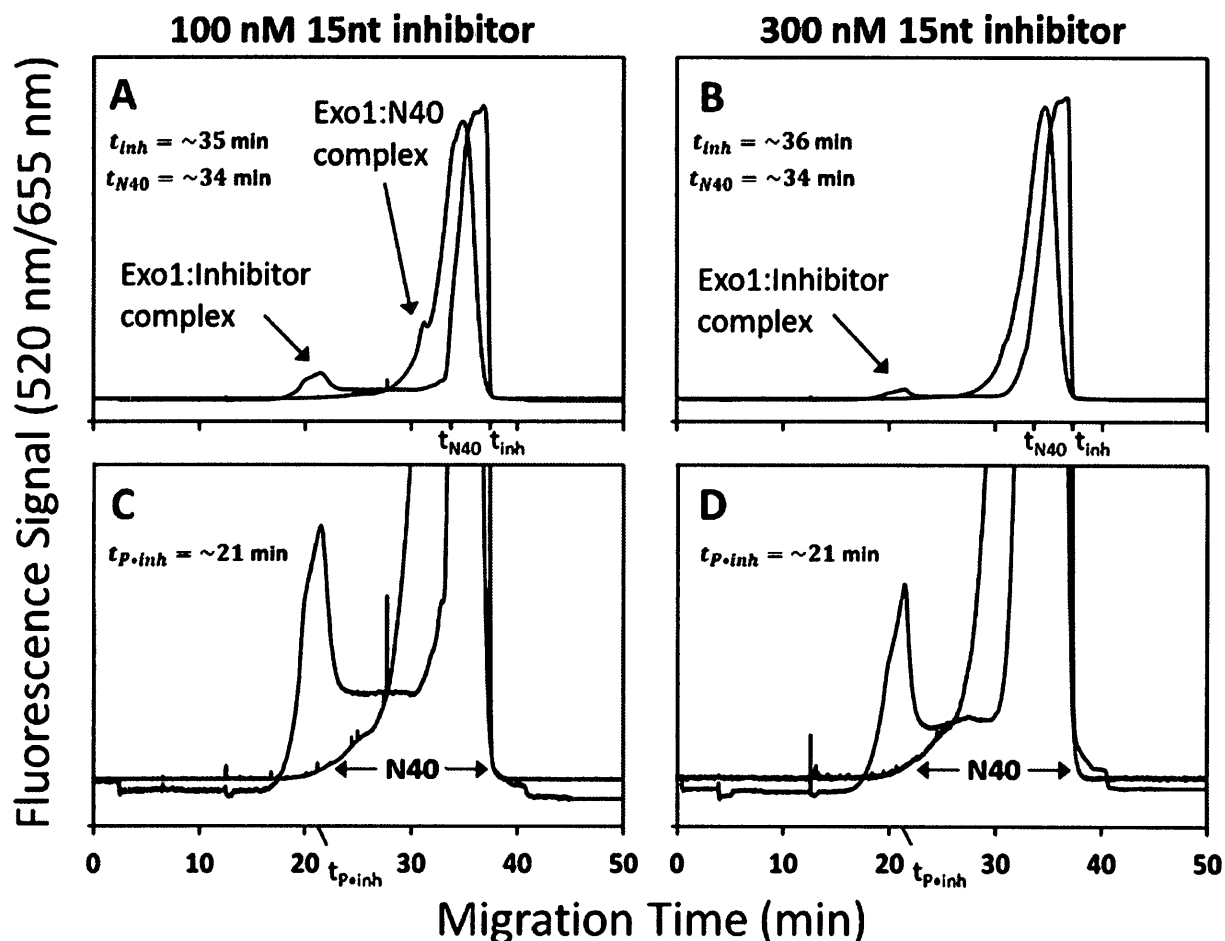 100 nM 15nt inhibitor
300 nM 15nt inhibitor
Fluorescence Signal (520 nm/655 nm)
A
t_inh = ~35 min
t_N40 = ~34 min
Exo1:N40
complex
Exo1:Inhibitor
complex
t_N40 t_inh
B
t_inh = ~36 min
t_N40 = ~34 min
Exo1:Inhibitor
complex
t_N40 t_inh
C
t_P•inh = ~21 min
N40
0 10 20 30 40 50
t_P•inh
D
t_P•inh = ~21 min
N40
0 10 20 30 40 50
t_P•inh
Migration Time (min)